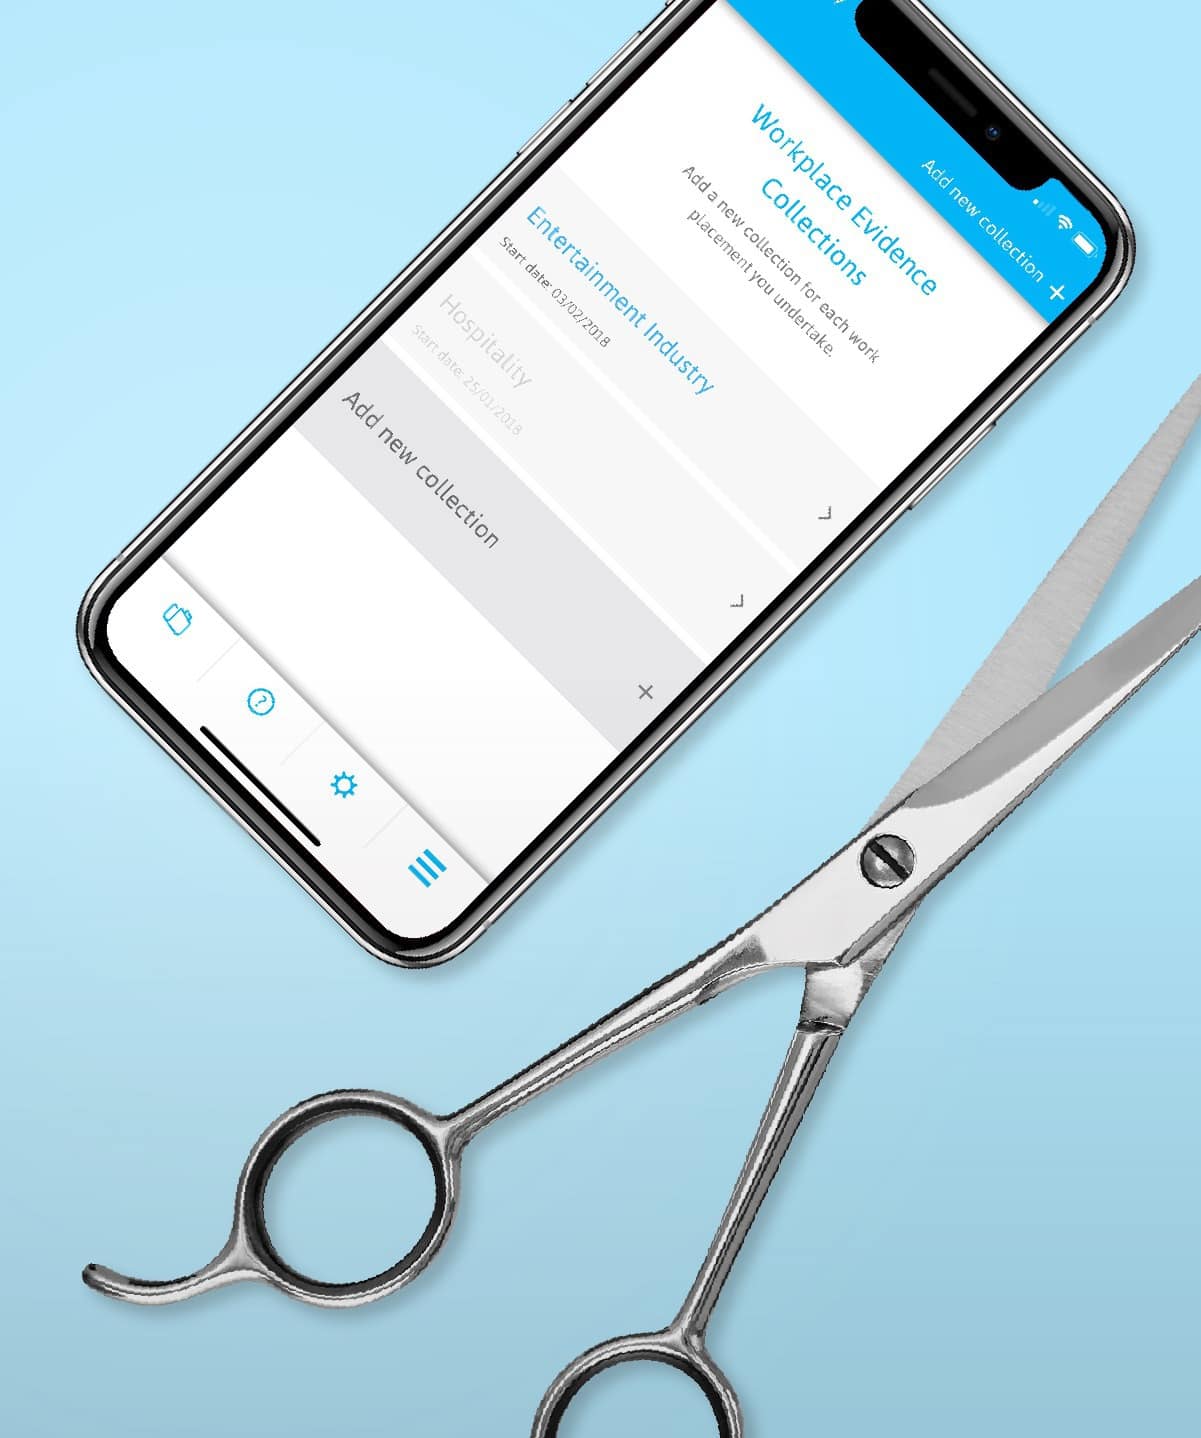 Add new collection +
Workplace Evidence
Collections
Add a new collection for each work
placement you undertake.
Entertainment Industry
Start date: 03/02/2018
Hospitality
Start date: 25/01/2018
Add new collection +
?